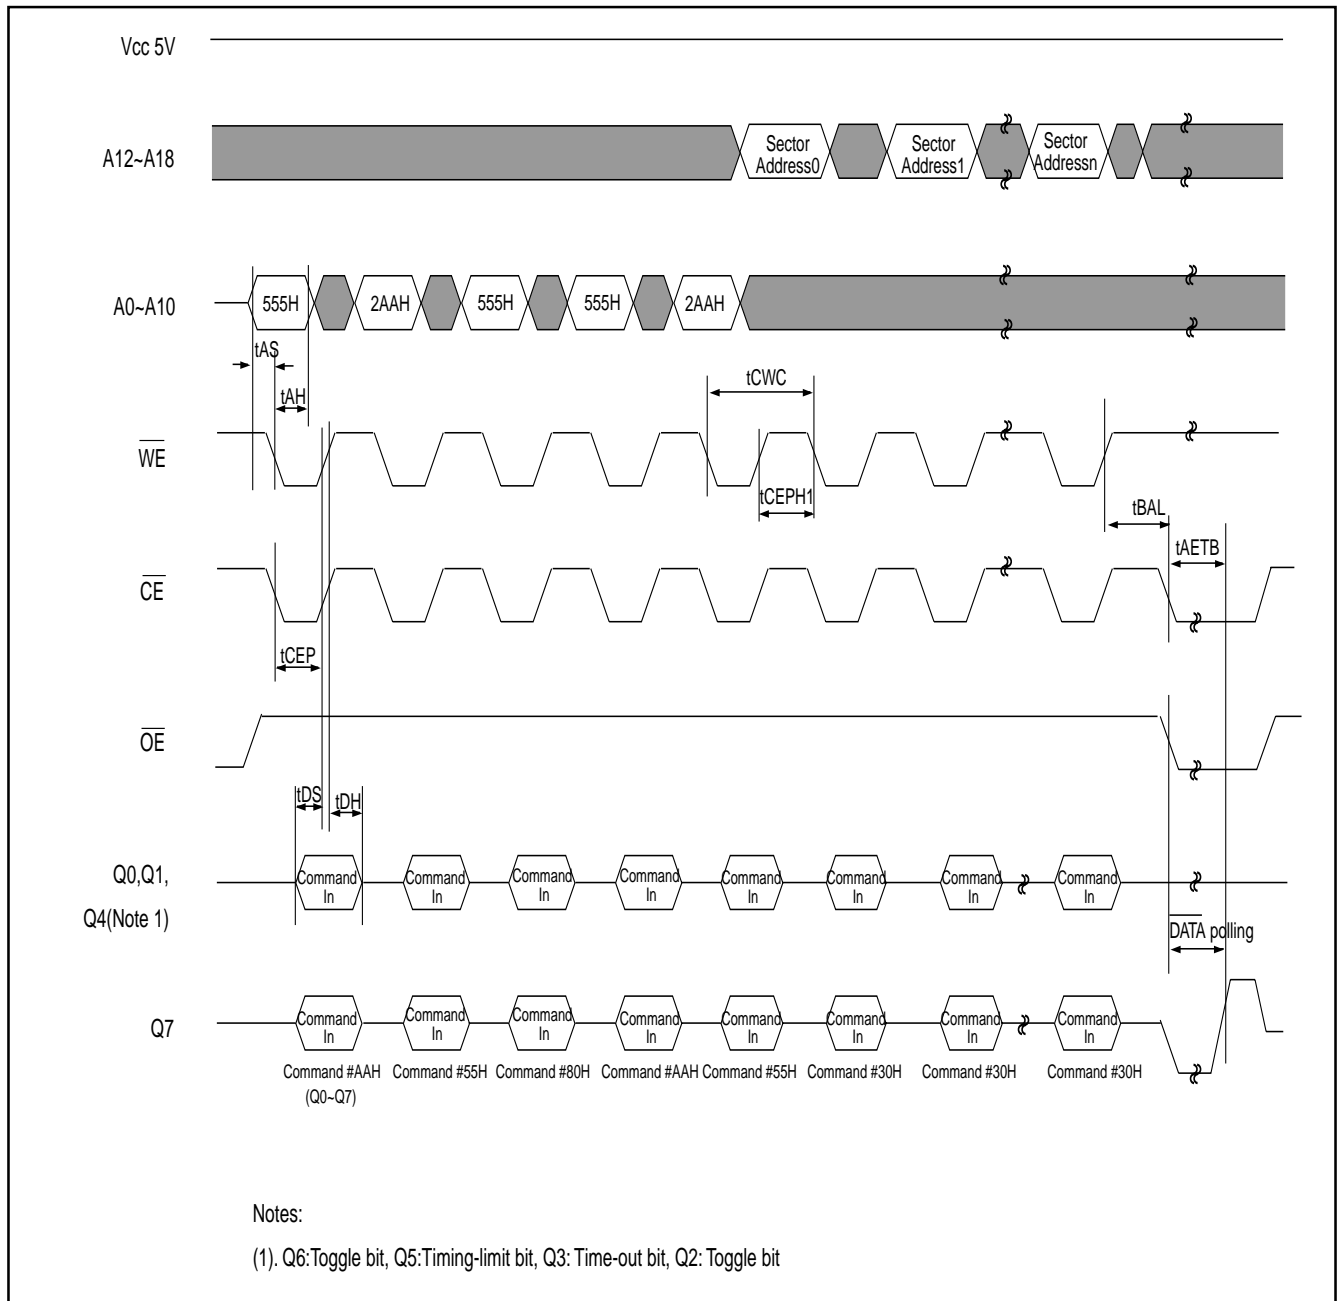 Vcc 5V
A12~A18
Sector
Address0
Sector
Address1
Sector
Addressn
A0~A10
555H
2AAH
555H
555H
2AAH
tAS
tAH
tCWC
WE
tCEPH1
tBAL
tAETB
CE
tCEP
OE
tDS
tDH
Q0,Q1,
Q4(Note 1)
Command
In
Command
In
Command
In
Command
In
Command
In
Command
In
Command
In
Command
In
DATA polling
Q7
Command
In
Command
In
Command
In
Command
In
Command
In
Command
In
Command
In
Command
In
Command #AAH
(Q0~Q7)
Command #55H
Command #80H
Command #AAH
Command #55H
Command #30H
Command #30H
Command #30H
Notes:
(1). Q6:Toggle bit, Q5:Timing-limit bit, Q3: Time-out bit, Q2: Toggle bit